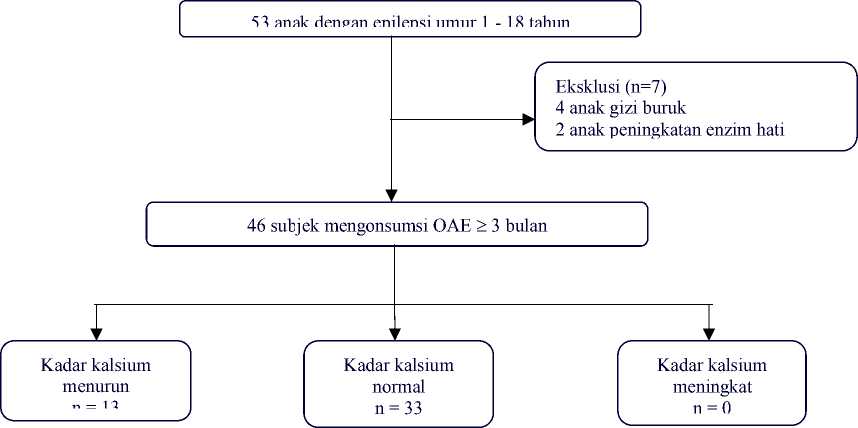 53 anak dengan epilepsi umur 1 - 18 tahun
Eksklusi (n=7)
4 anak gizi buruk
2 anak peningkatan enzim hati
46 subjek mengonsumsi OAE ≥ 3 bulan
Kadar kalsium
menurun
n = 13
Kadar kalsium
normal
n = 33
Kadar kalsium
meningkat
n = 0